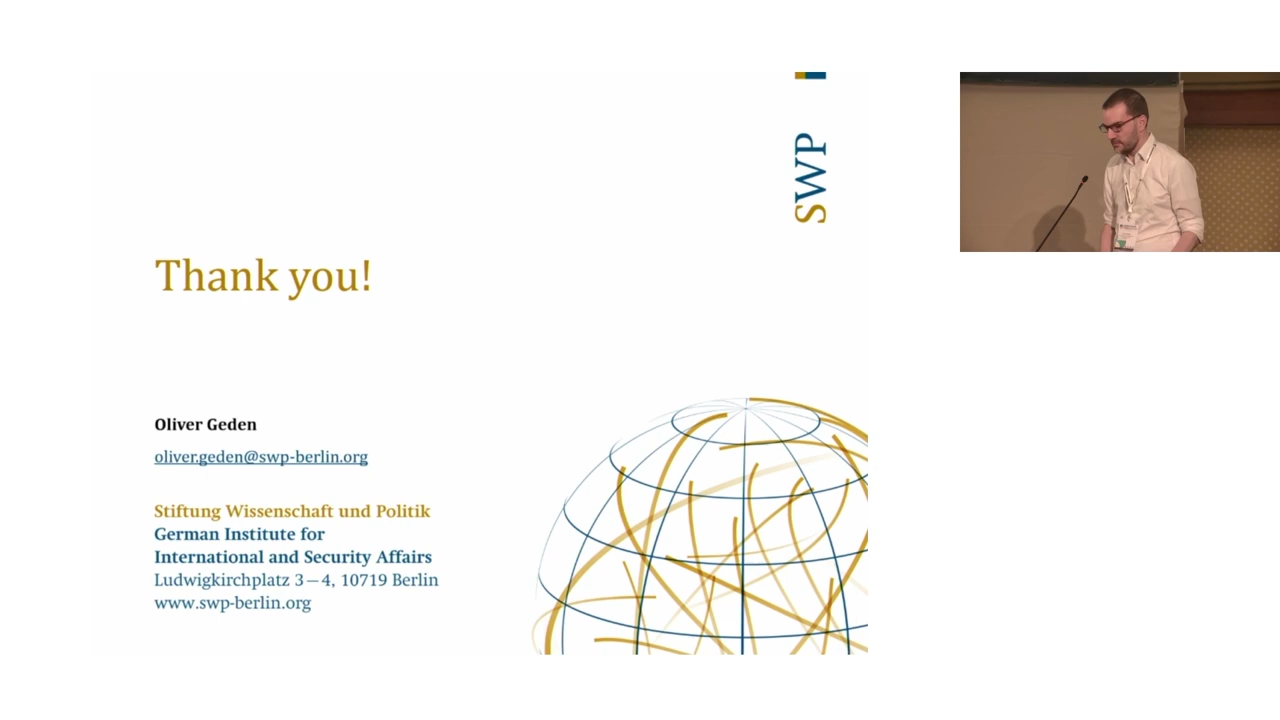 SWP
Thank you!
Oliver Geden
oliver.geden@swp-berlin.org
Stiftung Wissenschaft und Politik
German Institute for
International and Security Affairs
Ludwigkirchplatz 3–4, 10719 Berlin
www.swp-berlin.org